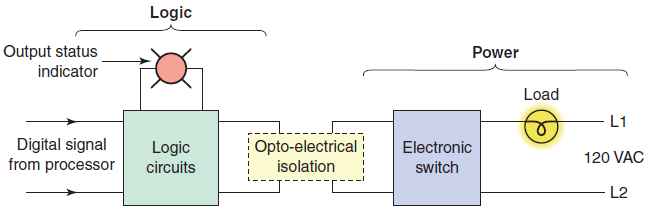 Logic
Power
Output status
indicator
Load
L1
Digital signal
from processor
Logic
circuits
Opto-electrical
isolation
Electronic
switch
120 VAC
L2